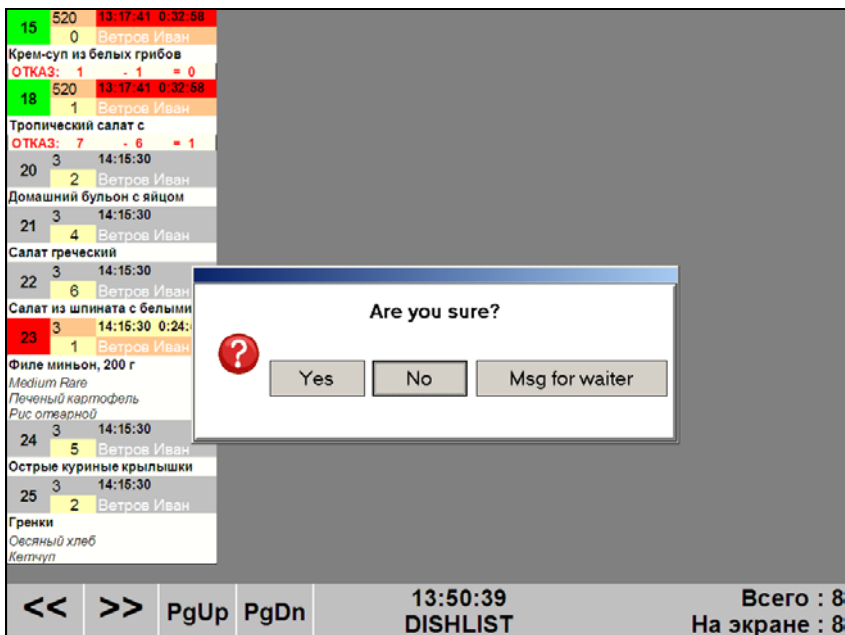 15 520 13:17:41 0:32:58
0 Ветров Иван
Крем-суп из белых грибов
ОТКАЗ: 1 - 1 = 0
18 520 13:17:41 0:32:58
1 Ветров Иван
Тропический салат с
ОТКАЗ: 7 - 6 = 1
20 3 14:15:30
2 Ветров Иван
Домашний бульон с яйцом
21 3 14:15:30
4 Ветров Иван
Салат греческий
22 3 14:15:30
6 Ветров Иван
Салат из шпината с белыми
23 3 14:15:30 0:24:
1 Ветров Иван
Филе миньон, 200 г
Medium Rare
Печеный картофель
Рис отварной
24 3 14:15:30
5 Ветров Иван
Острые куриные крылышки
25 3 14:15:30
2 Ветров Иван
Гренки
Овсяный хлеб
Кетчуп
Are you sure?
Yes No Msg for waiter
<< >> PgUp PgDn
13:50:39
DISHLIST
Всего : 8
На экране : 8